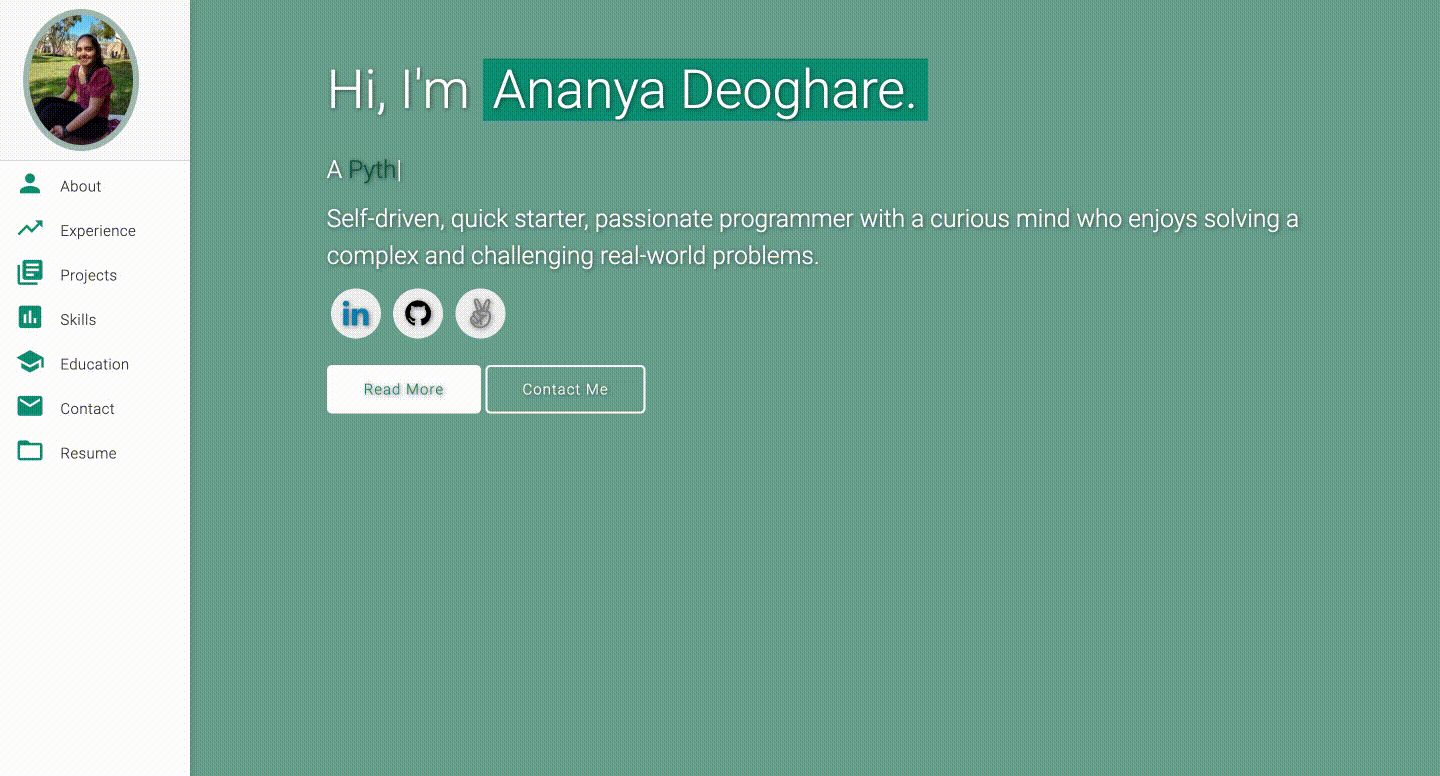 About
Experience
Projects
Skills
Education
Contact
Resume
Hi, I'm Ananya Deoghare.
A Pyth|
Self-driven, quick starter, passionate programmer with a curious mind who enjoys solving a
complex and challenging real-world problems.
in
Read More Contact Me